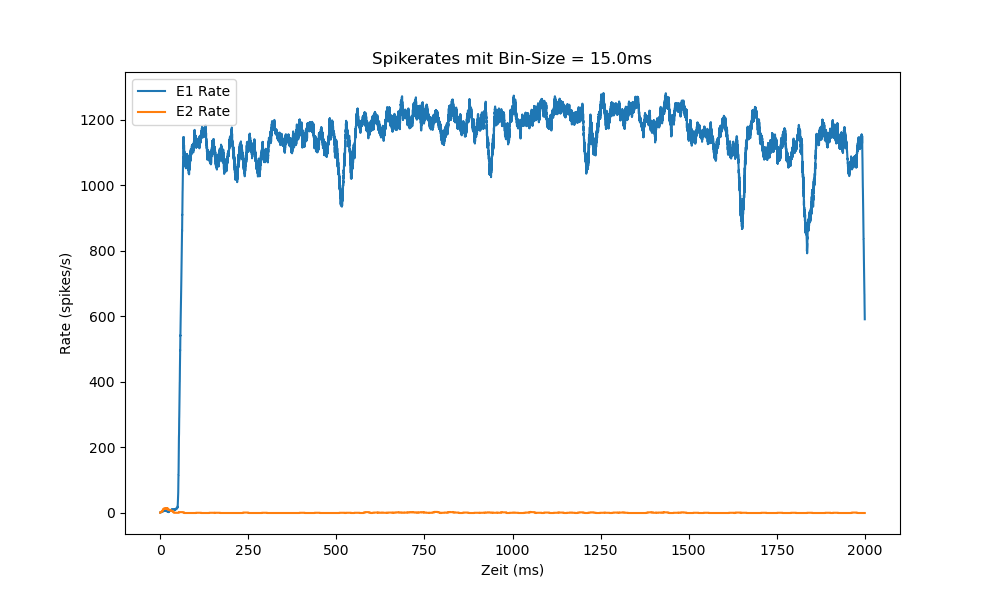 Spikerates mit Bin-Size = 15.0ms
E1 Rate
E2 Rate
Rate (spikes/s)
1200
1000
800
600
400
200
0
0 250 500 750 1000 1250 1500 1750 2000
Zeit (ms)